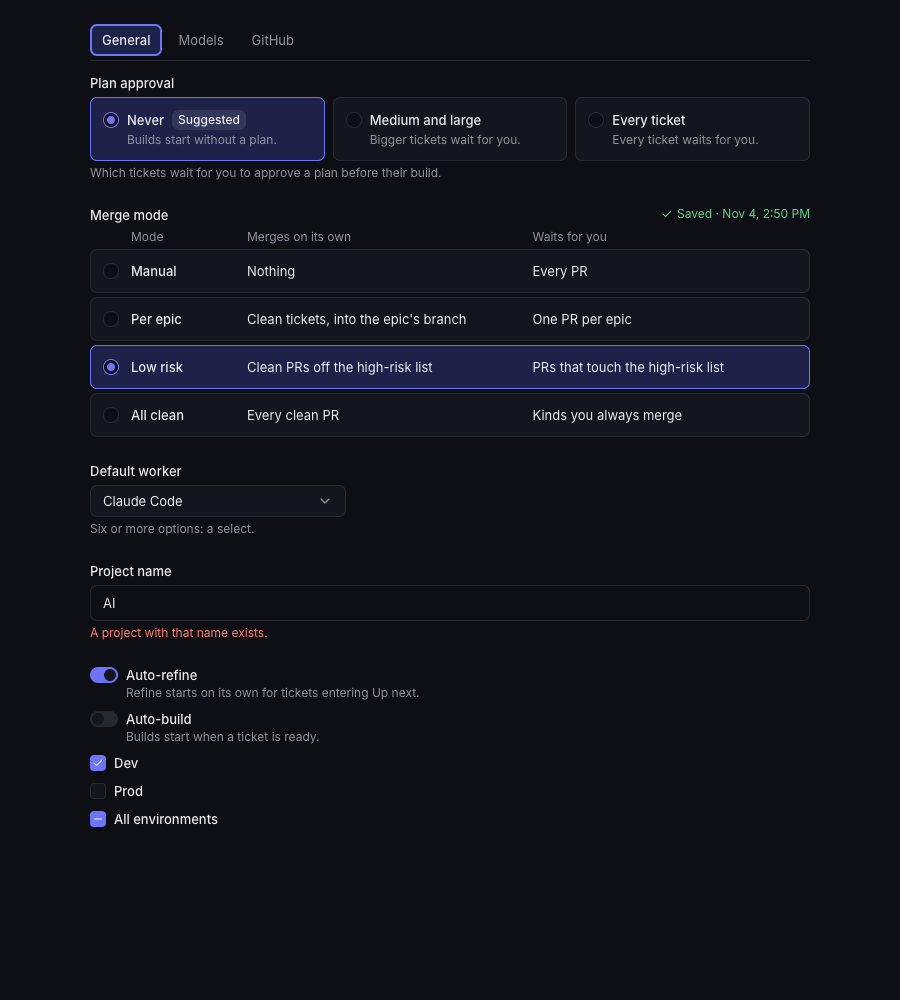 General Models GitHub
Plan approval
Never Suggested
Builds start without a plan.
Medium and large
Bigger tickets wait for you.
Every ticket
Every ticket waits for you.
Which tickets wait for you to approve a plan before their build.
Merge mode
Saved · Nov 4, 2:50 PM
Mode Merges on its own Waits for you
Manual Nothing Every PR
Per epic Clean tickets, into the epic's branch One PR per epic
Low risk Clean PRs off the high-risk list PRs that touch the high-risk list
All clean Every clean PR Kinds you always merge
Default worker
Claude Code
Six or more options: a select.
Project name
AI
A project with that name exists.
Auto-refine
Refine starts on its own for tickets entering Up next.
Auto-build
Builds start when a ticket is ready.
Dev
Prod
All environments